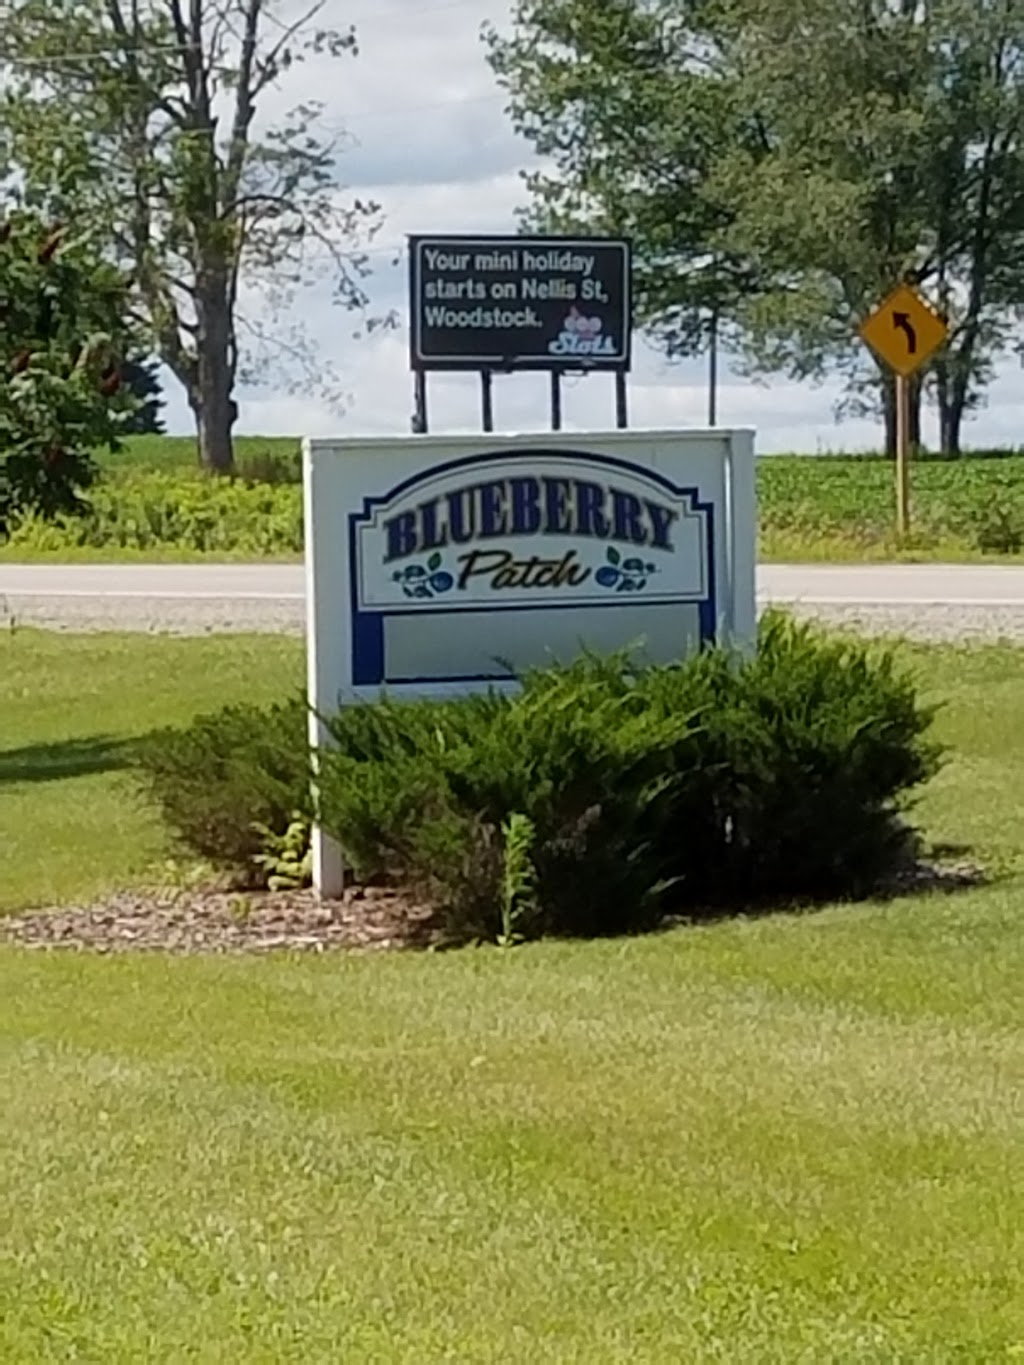 Your mini holiday
starts on Nellis St,
Woodstock.
Slots
BLUEBERRY
Patch